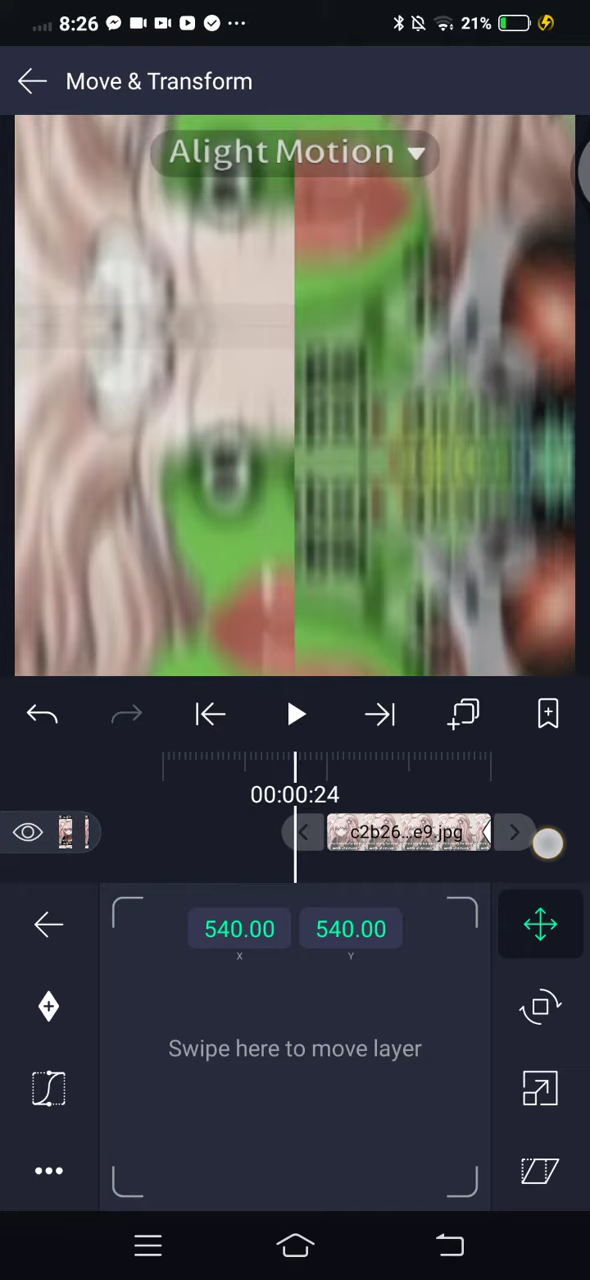 8:26
21%
Move & Transform
Alight Motion
00:00:24
c2b26...e9.jpg
540.00 540.00
X Y
Swipe here to move layer